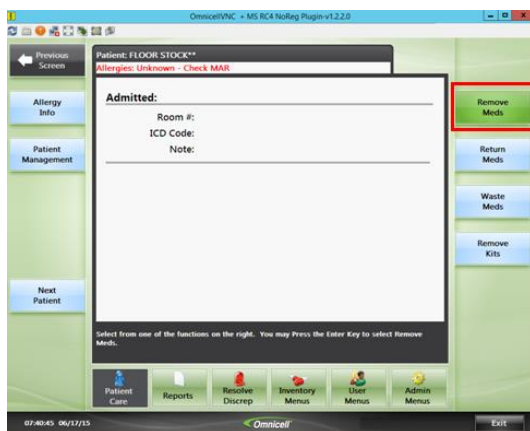 OmnicellVNC + MS RC4 NoReg Plugin-v1.2.2.0
Previous
Screen
Patient: FLOOR STOCK**
Allergies: Unknown - Check MAR
Allergy
Info
Patient
Management
Next
Patient
Admitted:
Room #:
ICD Code:
Note:
Remove
Meds
Return
Meds
Waste
Meds
Remove
Kits
Select from one of the functions on the right. You may Press the Enter Key to select Remove
Meds.
Patient
Care
Reports
Resolve
Discrep
Inventory
Menus
User
Menus
Admin
Menus
07:40:45 06/17/15
Omnicell
Exit